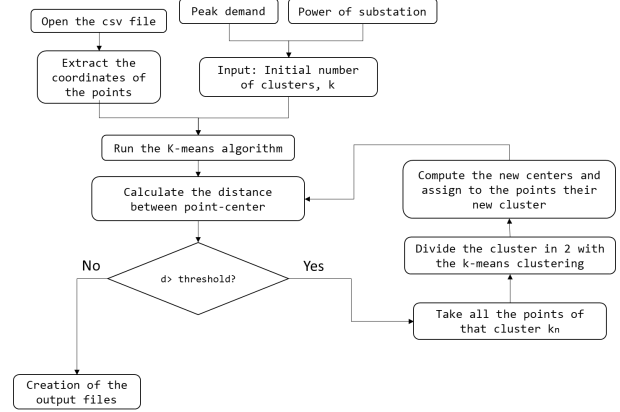 Open the csv file
Peak demand
Power of substation
Extract the
coordinates of
the points
Input: Initial number
of clusters, k
Run the K-means algorithm
Calculate the distance
between point-center
Compute the new centers and
assign to the points their
new cluster
Divide the cluster in 2 with
the k-means clustering
No
d> threshold?
Yes
Take all the points of
that cluster kn
Creation of the
output files